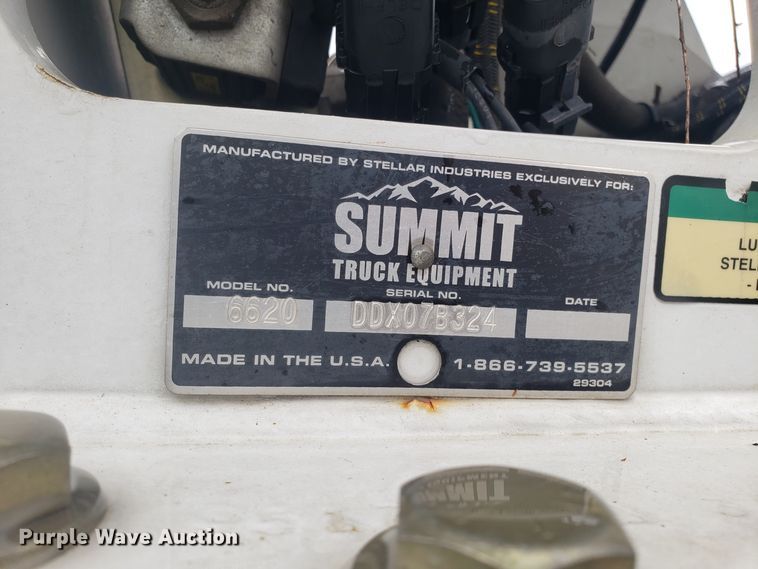 MANUFACTURED BY STELLAR INDUSTRIES EXCLUSIVELY FOR:
SUMMIT
TRUCK EQUIPMENT
MODEL NO.
SERIAL NO.
DATE
6620
DDX07B324
MADE IN THE U.S.A.
1-866-739-5537
29304
LU
STEL
Purple Wave Auction